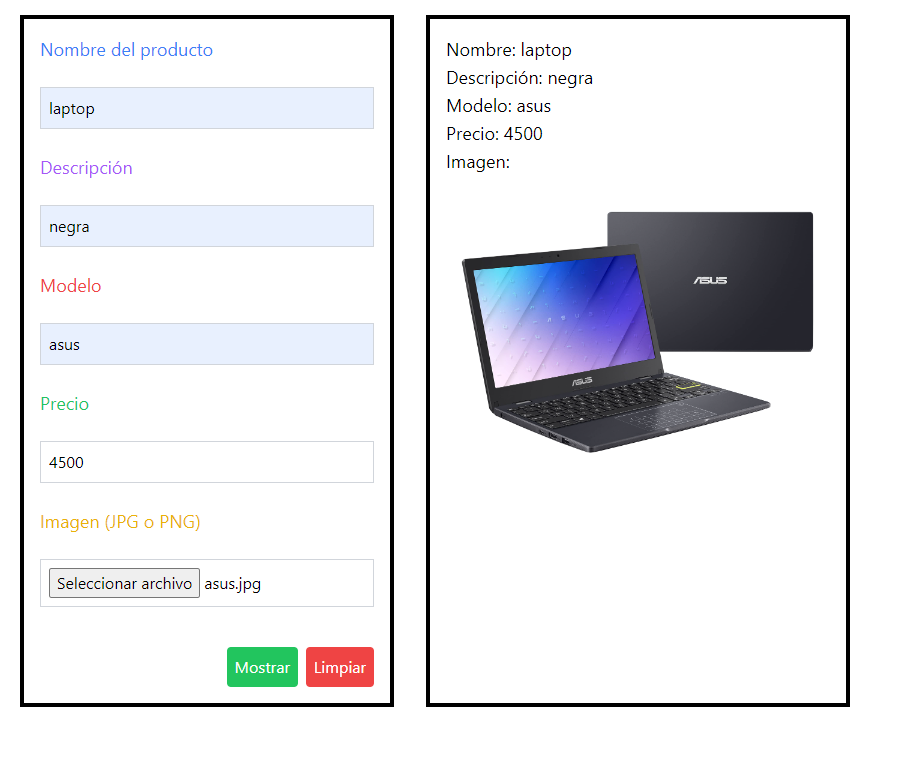 Nombre del producto
laptop
Descripción
negra
Modelo
asus
Precio
4500
Imagen (JPG o PNG)
Seleccionar archivo asus.jpg
Mostrar Limpiar
Nombre: laptop
Descripción: negra
Modelo: asus
Precio: 4500
Imagen:
ASUS
ASUS